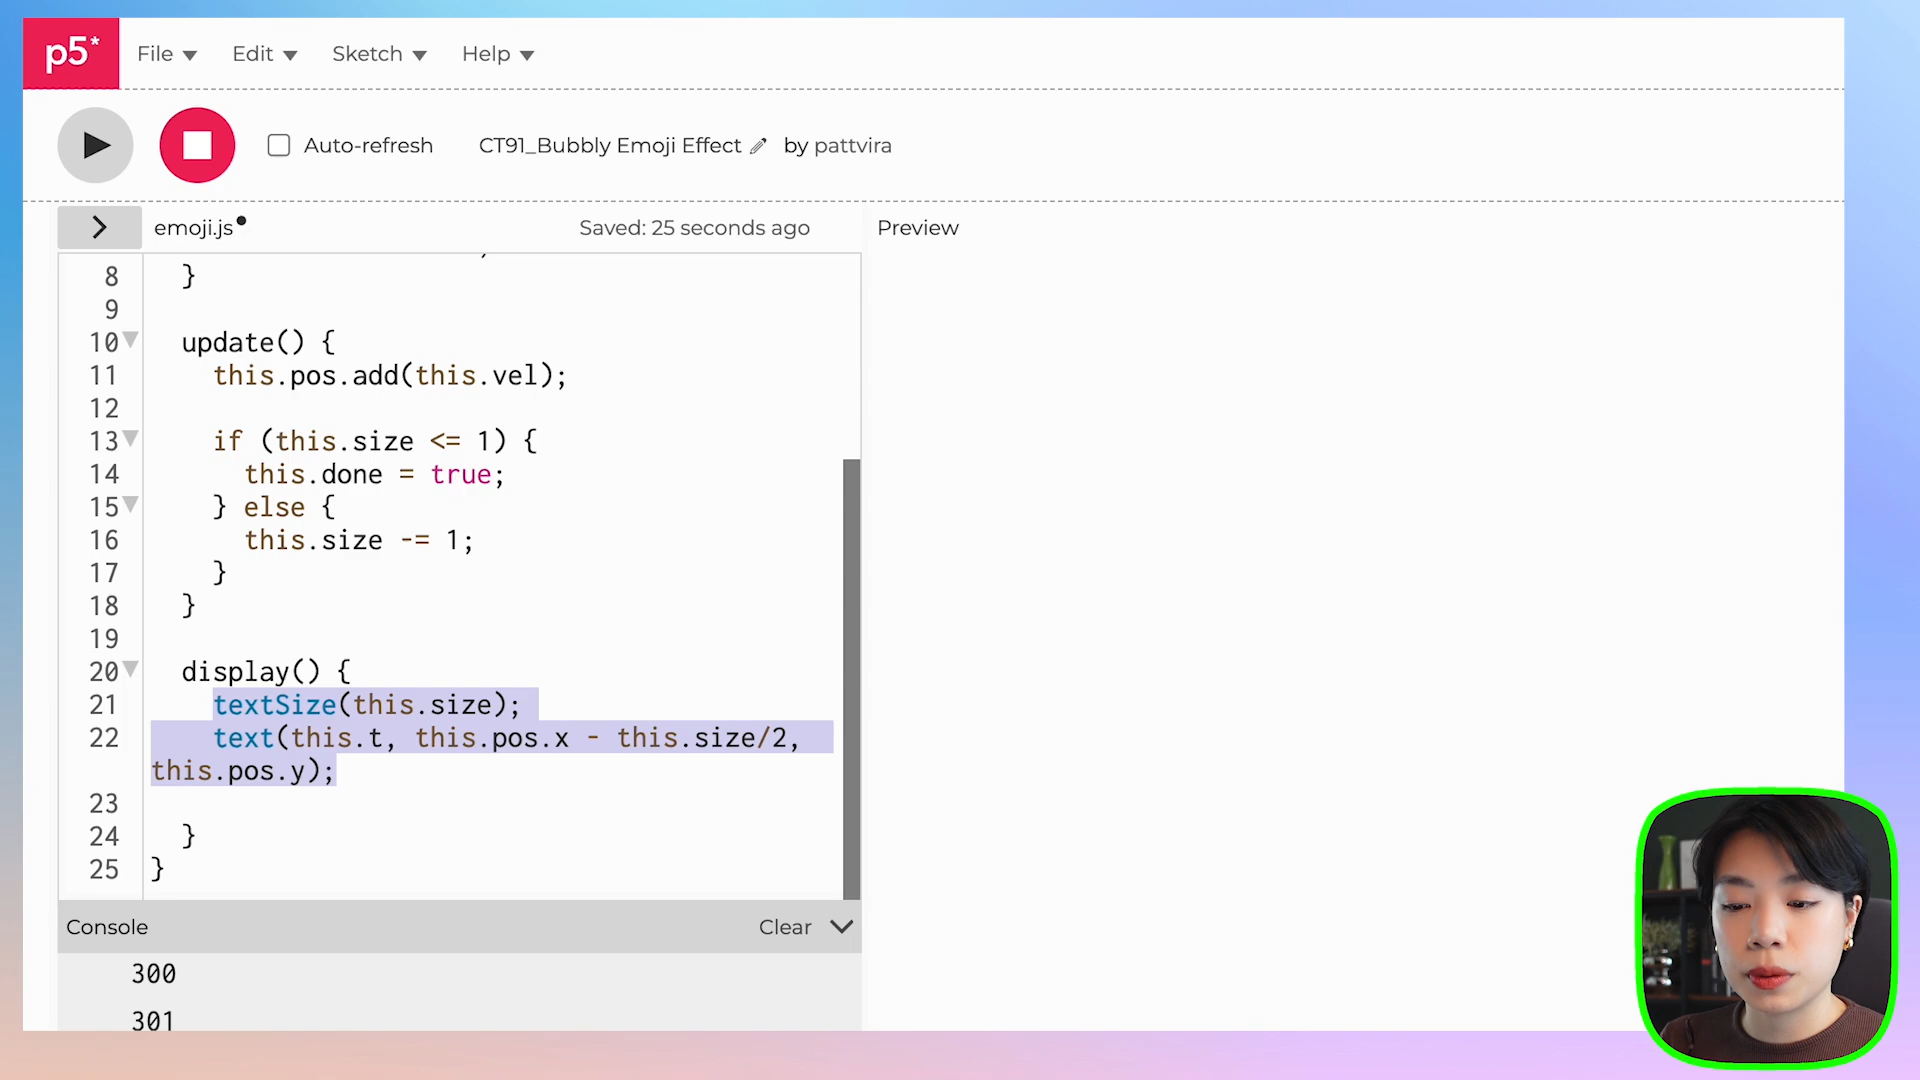 p5* File Edit Sketch Help
Auto-refresh CT91_Bubbly Emoji Effect by pattvira
> emoji.js• Saved: 25 seconds ago Preview
8 }
9
10 update() {
11 this.pos.add(this.vel);
12
13 if (this.size <= 1) {
14 this.done = true;
15 } else {
16 this.size -= 1;
17 }
18 }
19
20 display() {
21 textSize(this.size);
22 text(this.t, this.pos.x - this.size/2,
this.pos.y);
23
24 }
25 }
Console Clear
300
301